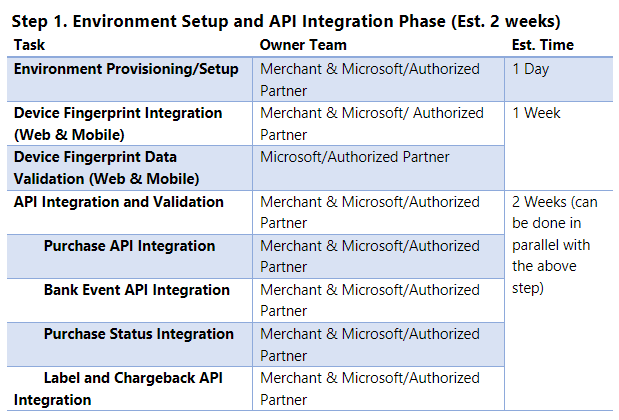 Step 1. Environment Setup and API Integration Phase (Est. 2 weeks)
Task Owner Team Est. Time
Environment Provisioning/Setup Merchant & Microsoft/Authorized 1 Day
Partner
Device Fingerprint Integration Merchant & Microsoft/ Authorized 1 Week
(Web & Mobile) Partner
Device Fingerprint Data Microsoft/Authorized Partner
Validation (Web & Mobile)
API Integration and Validation Merchant & Microsoft/Authorized 2 Weeks (can
Partner be done in
Purchase API Integration Merchant & Microsoft/Authorized parallel with
Partner the above
Bank Event API Integration Merchant & Microsoft/Authorized step)
Partner
Purchase Status Integration Merchant & Microsoft/Authorized
Partner
Label and Chargeback API Merchant & Microsoft/Authorized
Integration Partner